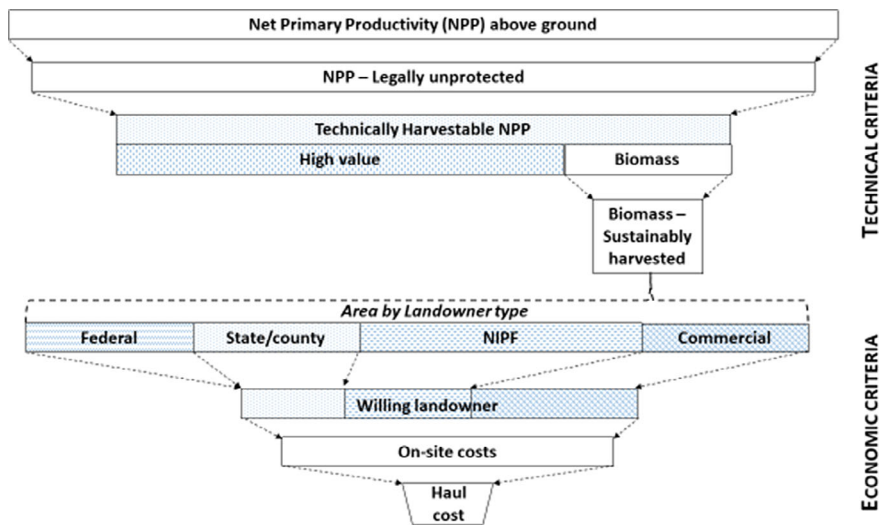 Net Primary Productivity (NPP) above ground
NPP – Legally unprotected
Technically Harvestable NPP
High value
Biomass
Biomass –
Sustainably
harvested
TECHNICAL CRITERIA
Area by Landowner type
Federal
State/county
NIPF
Commercial
Willing landowner
On-site costs
Haul
cost
ECONOMIC CRITERIA